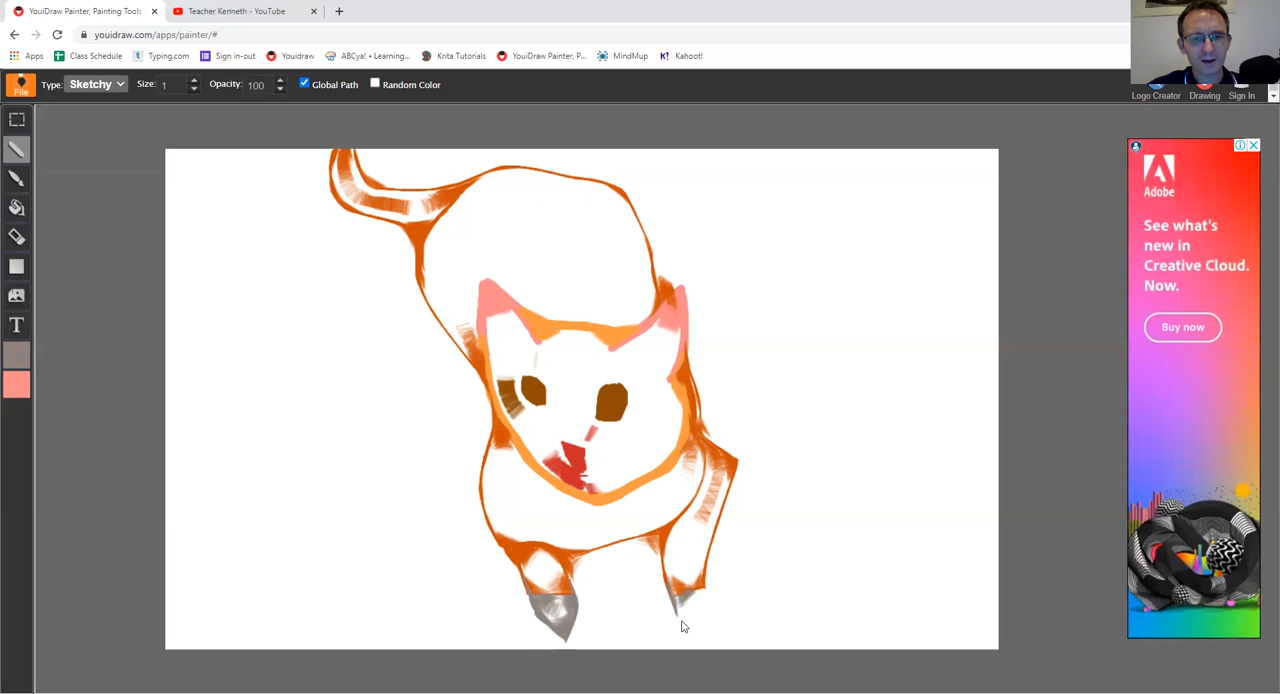 YouiDraw Painter, Painting Tools
Teacher Kenneth - YouTube
youidraw.com/apps/painter/#
Apps
Class Schedule
Typing.com
Sign in-out
Youidraw
ABCya! • Learning...
Krita Tutorials
YouiDraw Painter, P...
MindMup
Kahoot!
File
Type:
Sketchy
Size:
1
Opacity:
100
Global Path
Random Color
Logo Creator
Drawing
Sign In
T
Adobe
See what's
new in
Creative Cloud.
Now.
Buy now